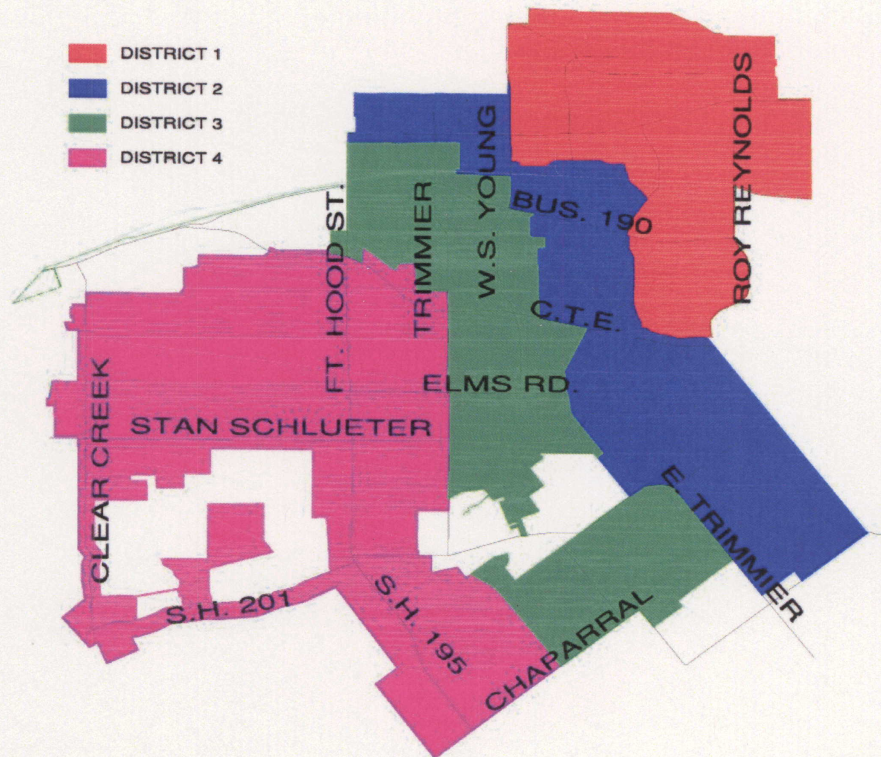 DISTRICT 1
DISTRICT 2
DISTRICT 3
DISTRICT 4
ROY REYNOLDS
W.S. YOUNG
BUS. 190
TRIMMIER
FT. HOOD ST.
C.T.E.
ELMS RD.
STAN SCHLUETER
CLEAR CREEK
E. TRIMMIER
S.H. 201
S.H. 195
CHAPARRAL